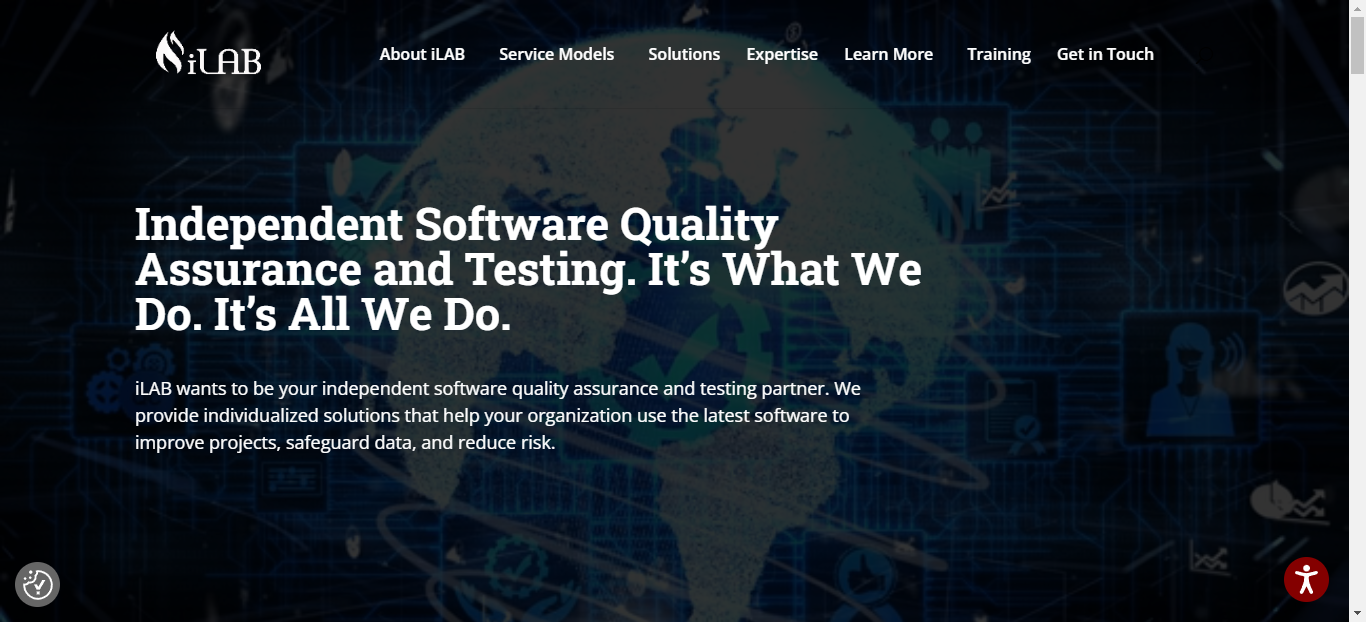 iLAB
About iLAB Service Models Solutions Expertise Learn More Training Get in Touch
Independent Software Quality
Assurance and Testing. It’s What We
Do. It’s All We Do.
iLAB wants to be your independent software quality assurance and testing partner. We
provide individualized solutions that help your organization use the latest software to
improve projects, safeguard data, and reduce risk.